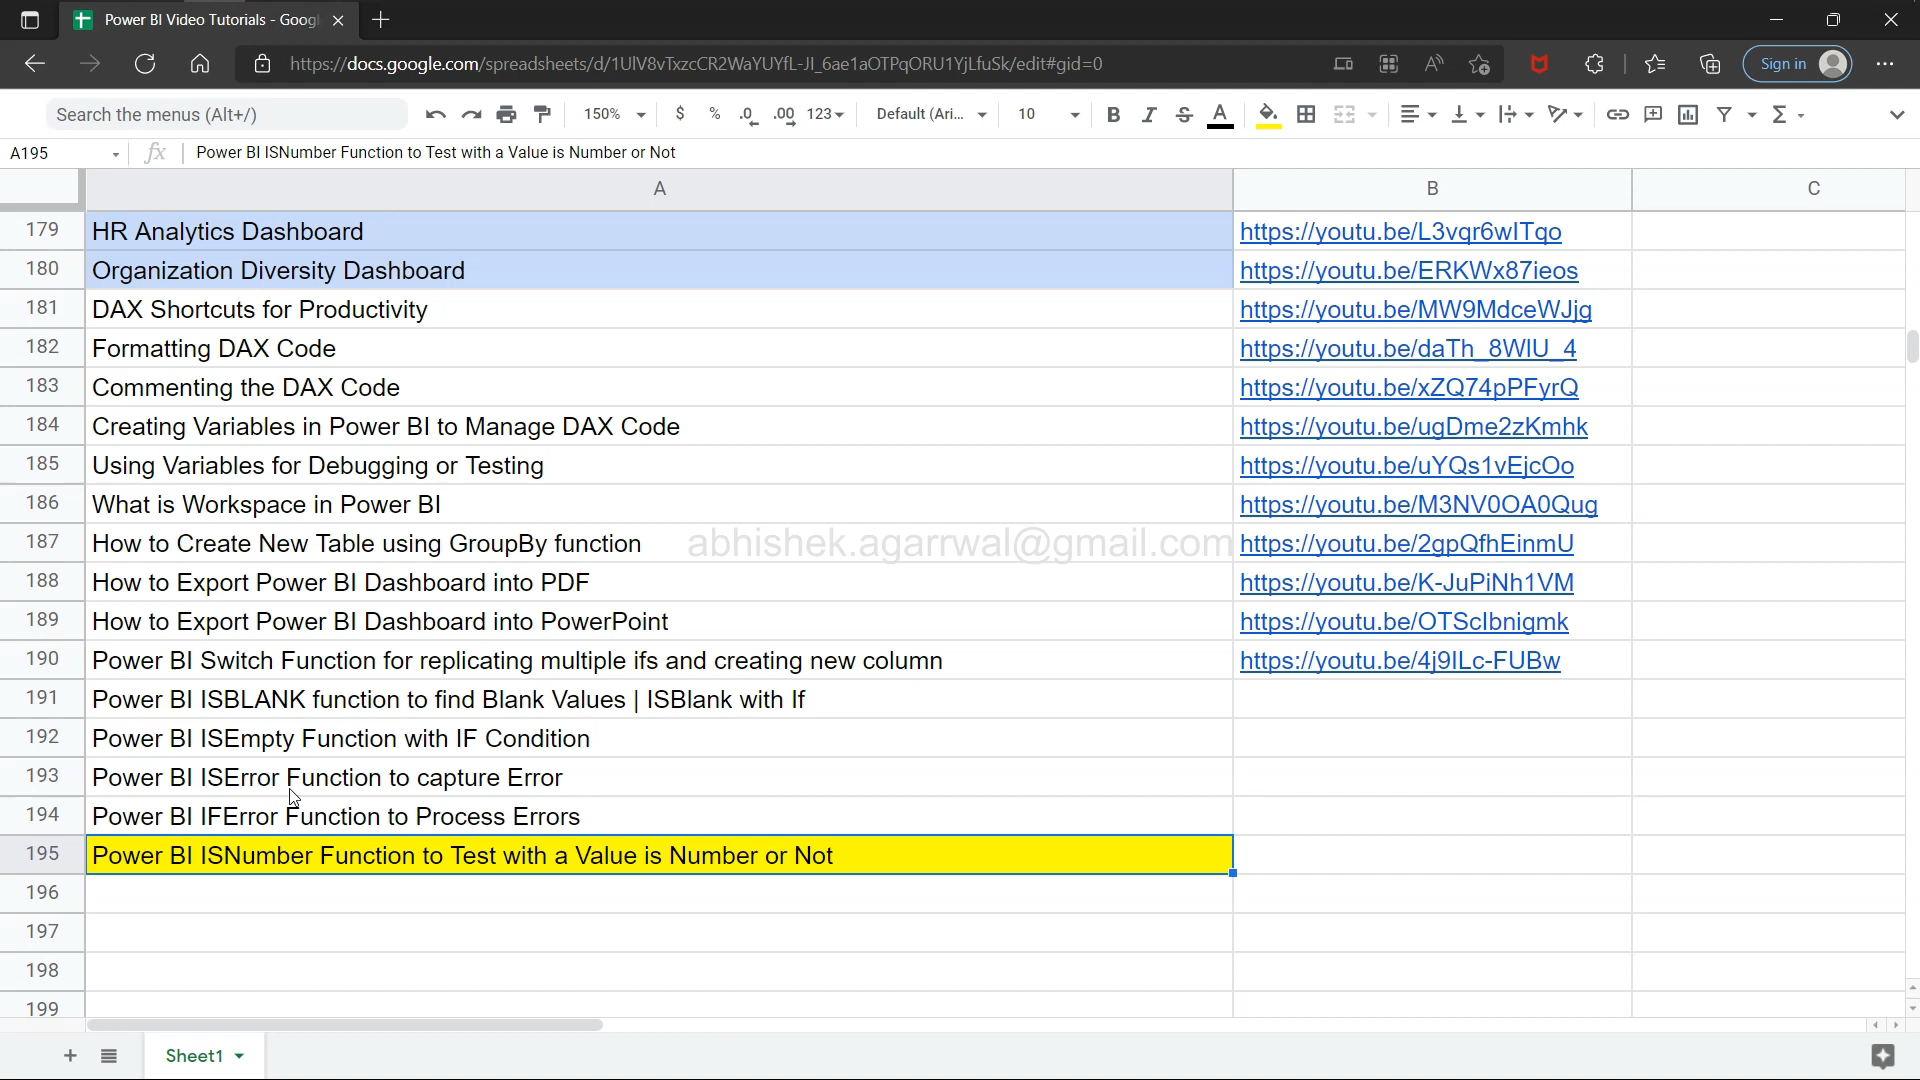 Power BI Video Tutorials - Googl
https://docs.google.com/spreadsheets/d/1UlV8vTxzcCR2WaYUYfL-JI_6ae1aOTPqORU1YjLfuSk/edit#gid=0
Sign in
Search the menus (Alt+/)
150%
$
%
.0
.00
123
Default (Ari...
10
B
I
S
A
Σ
A195
fx
Power BI ISNumber Function to Test with a Value is Number or Not
A
B
C
179 HR Analytics Dashboard https://youtu.be/L3vqr6wITqo
180 Organization Diversity Dashboard https://youtu.be/ERKWx87ieos
181 DAX Shortcuts for Productivity https://youtu.be/MW9MdceWJjg
182 Formatting DAX Code https://youtu.be/daTh_8WIU_4
183 Commenting the DAX Code https://youtu.be/xZQ74pPFyrQ
184 Creating Variables in Power BI to Manage DAX Code https://youtu.be/ugDme2zKmhk
185 Using Variables for Debugging or Testing https://youtu.be/uYQs1vEjcOo
186 What is Workspace in Power BI https://youtu.be/M3NV0OA0Qug
187 How to Create New Table using GroupBy function abhishek.agarrwal@gmail.com https://youtu.be/2gpQfhEinmU
188 How to Export Power BI Dashboard into PDF https://youtu.be/K-JuPiNh1VM
189 How to Export Power BI Dashboard into PowerPoint https://youtu.be/OTSclbnigmk
190 Power BI Switch Function for replicating multiple ifs and creating new column https://youtu.be/4j9ILc-FUBw
191 Power BI ISBLANK function to find Blank Values | ISBlank with If
192 Power BI ISEmpty Function with IF Condition
193 Power BI ISError Function to capture Error
194 Power BI IFError Function to Process Errors
195 Power BI ISNumber Function to Test with a Value is Number or Not
196
197
198
199
Sheet1